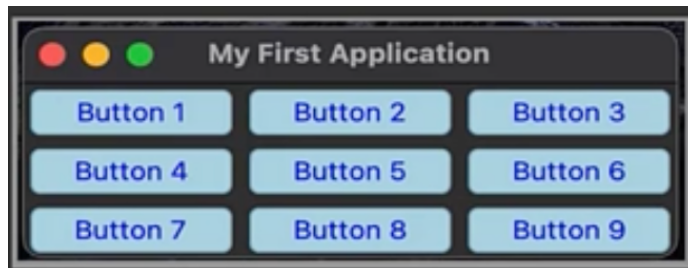 My First Application
Button 1 Button 2 Button 3
Button 4 Button 5 Button 6
Button 7 Button 8 Button 9